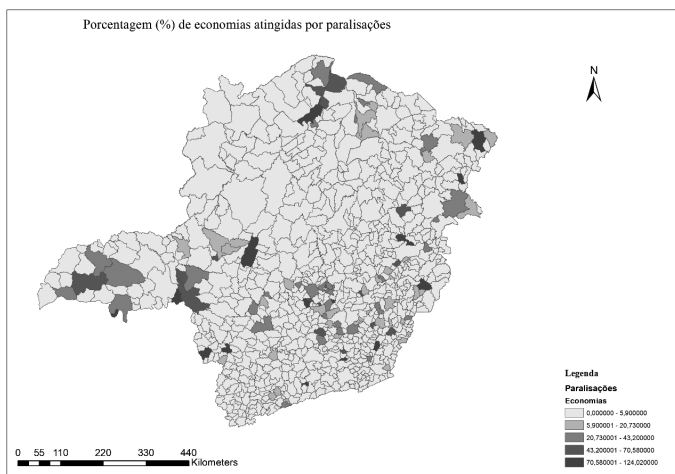 Porcentagem (%) de economias atingidas por paralisações
N
Legenda
Paralisações
Economias
0,000000 - 5,900000
5,900001 - 20,730000
20,730001 - 43,200000
43,200001 - 70,580000
70,580001 - 124,020000
0 55 110 220 330 440
Kilometers